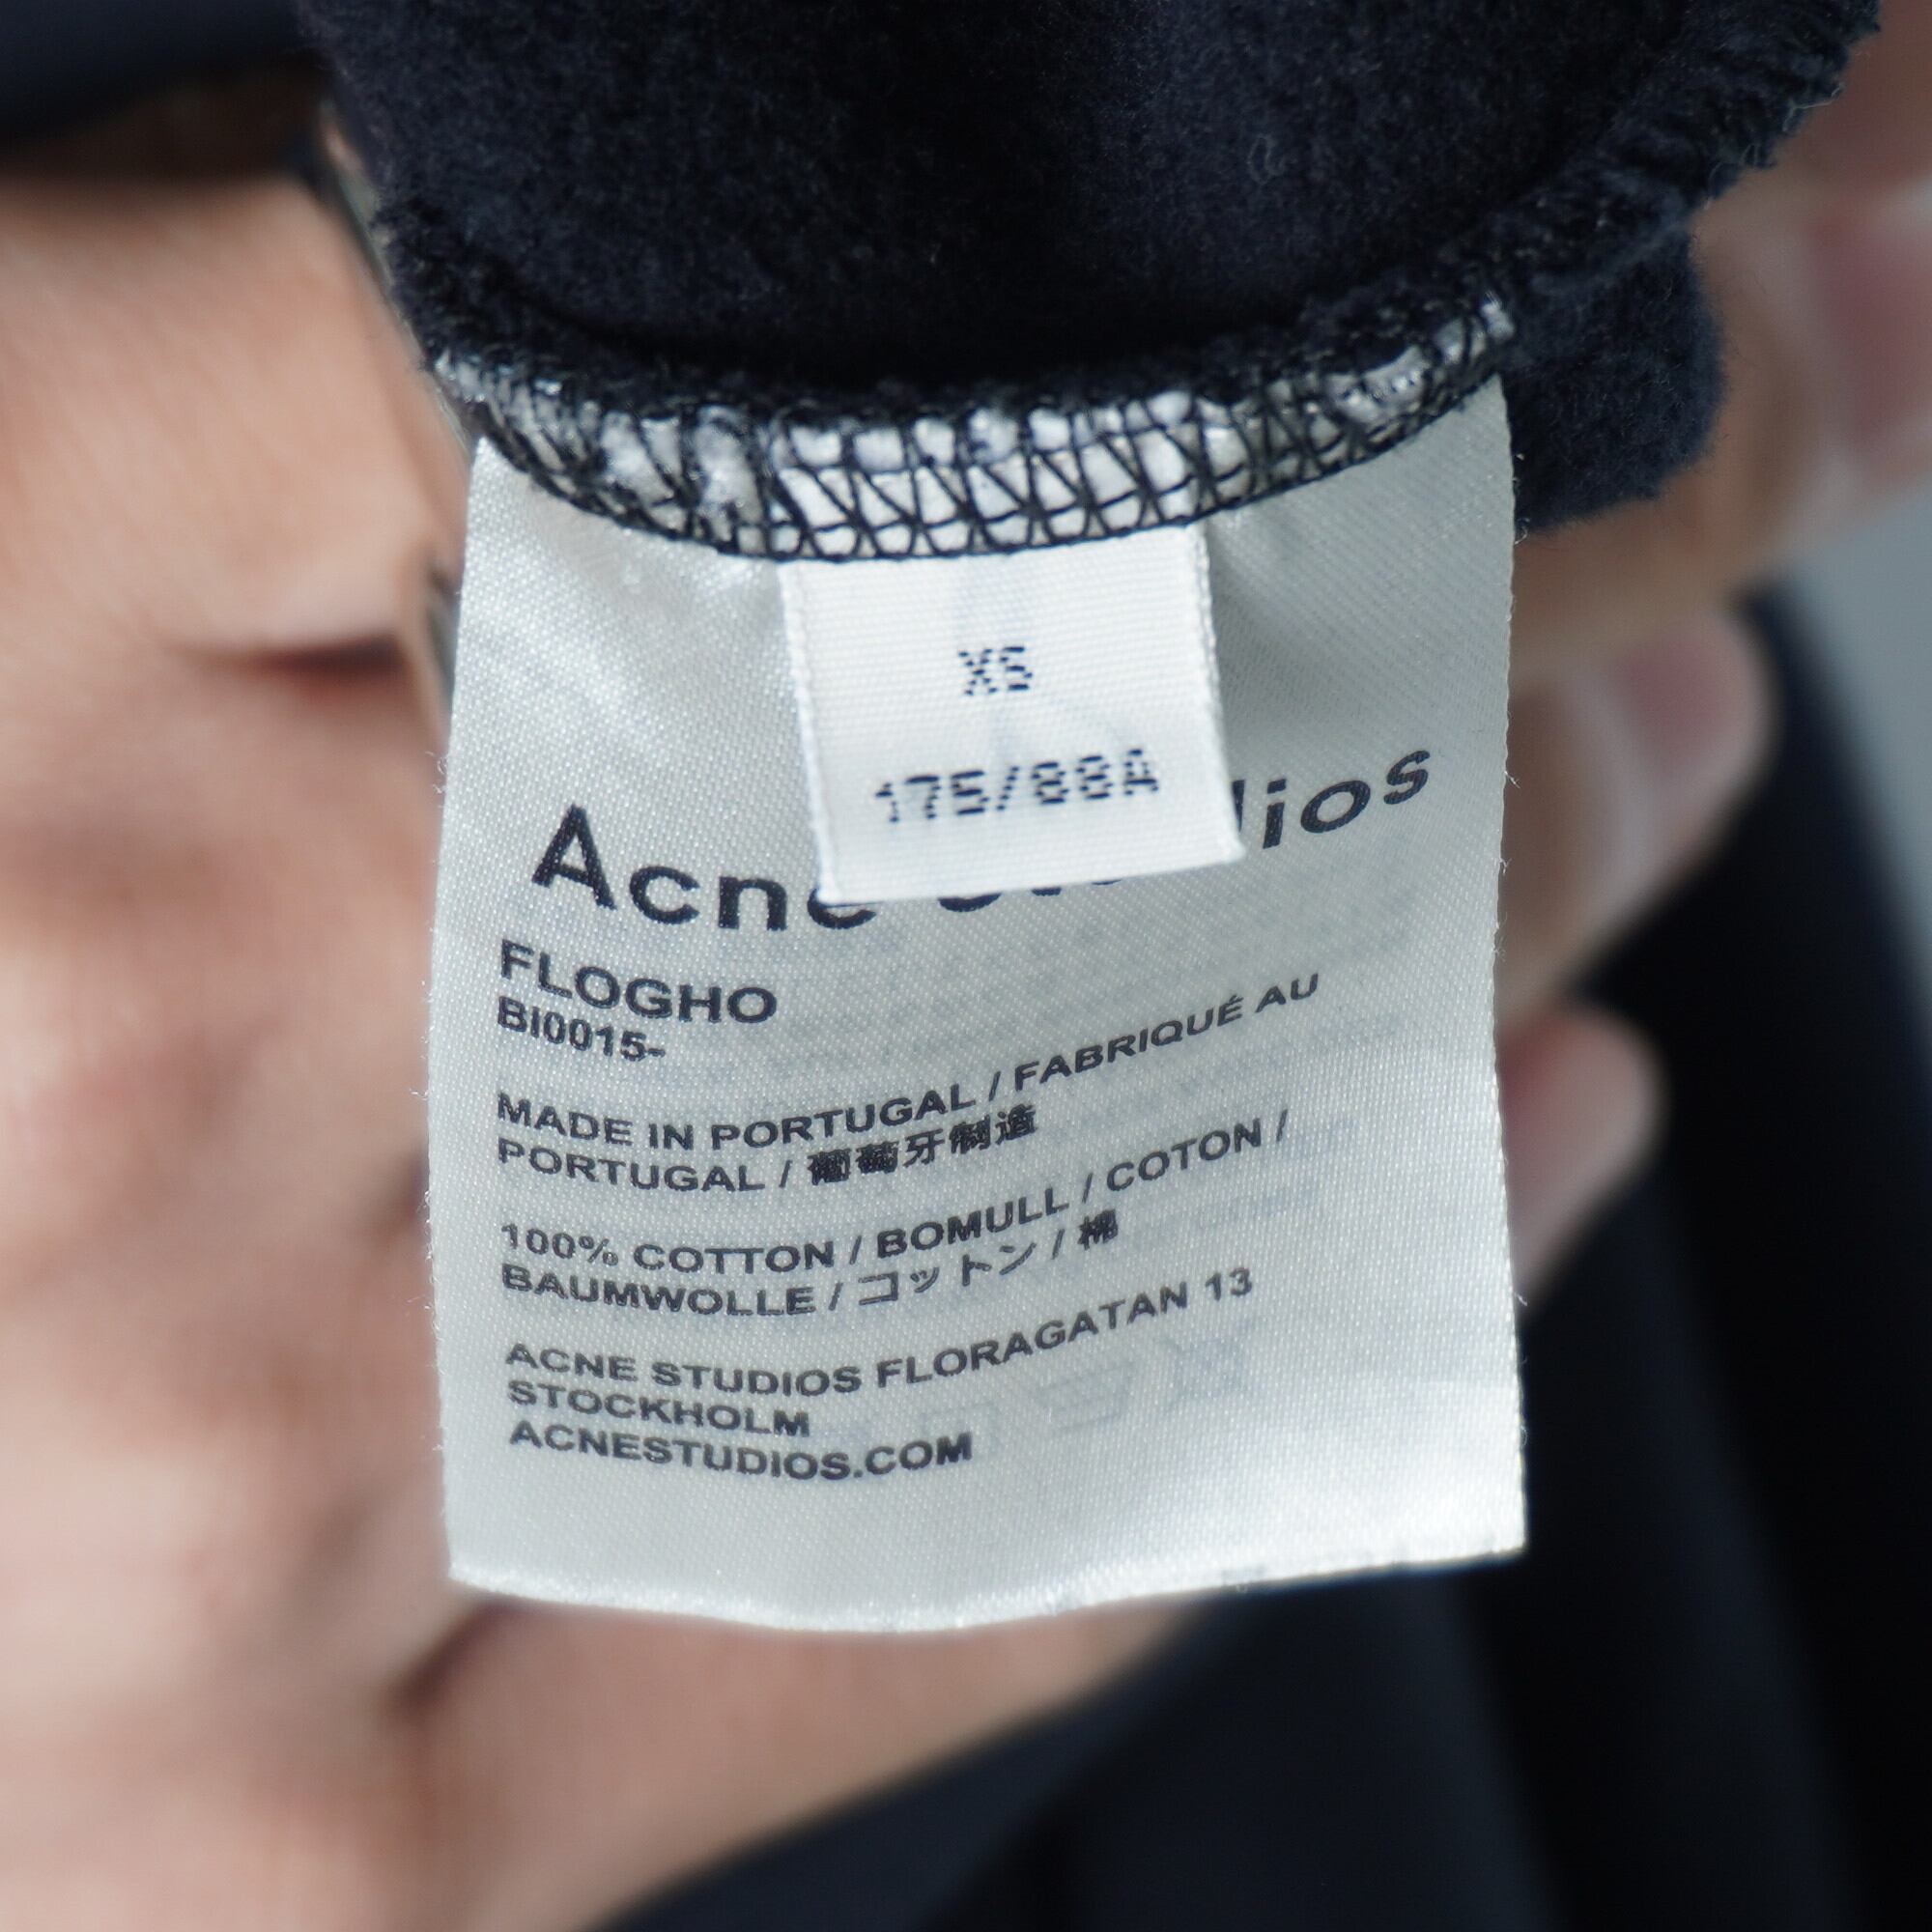 XS
175/88A
Acne Studios
FLOGHO
BI0015-
MADE IN PORTUGAL / FABRIQUÉ AU
PORTUGAL / 葡萄牙制造
100% COTTON / BOMULL / COTON /
BAUMWOLLE / コットン / 棉
ACNE STUDIOS FLORAGATAN 13
STOCKHOLM
ACNESTUDIOS.COM